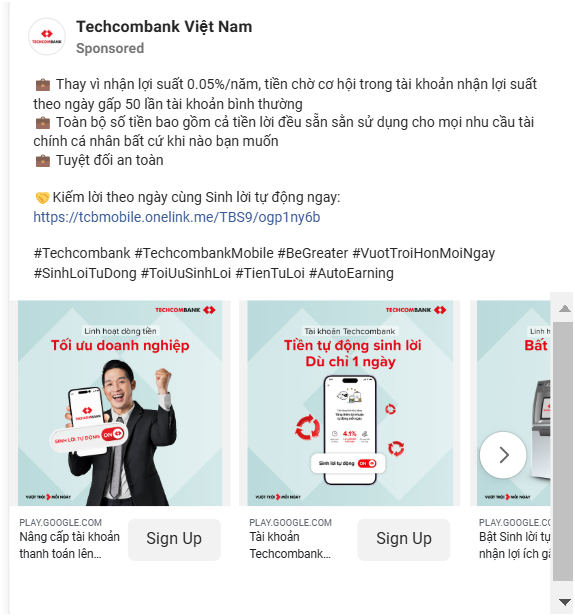 TECHCOMBANK
Techcombank Việt Nam
Sponsored
💼 Thay vì nhận lợi suất 0.05%/năm, tiền chờ cơ hội trong tài khoản nhận lợi suất
theo ngày gấp 50 lần tài khoản bình thường
💼 Toàn bộ số tiền bao gồm cả tiền lời đều sẵn sằn sử dụng cho mọi nhu cầu tài
chính cá nhân bất cứ khi nào bạn muốn
💼 Tuyệt đối an toàn
🤝Kiếm lời theo ngày cùng Sinh lời tự động ngay:
https://tcbmobile.onelink.me/TBS9/ogp1ny6b
#Techcombank #TechcombankMobile #BeGreater #VuotTroiHonMoiNgay
#SinhLoiTuDong #ToiUuSinhLoi #TienTuLoi #AutoEarning
TECHCOMBANK
Linh hoạt dòng tiền
Tối ưu doanh nghiệp
TECHCOMBANK
SINH LỜI TỰ ĐỘNG ON
VƯỢT TRỘI MỖI NGÀY
PLAY.GOOGLE.COM
Nâng cấp tài khoản
thanh toán lên...
Sign Up
TECHCOMBANK
Tài khoản Techcombank
Tiền tự động sinh lời
Dù chỉ 1 ngày
4.1%
Sinh lời tự động ON
VƯỢT TRỘI MỖI NGÀY
PLAY.GOOGLE.COM
Tài khoản
Techcombank...
Sign Up
Linh h
Bất
VƯỢT TRỘI MỖI NGÀY
PLAY.GOOGLE.CO
Bật Sinh lời tự
nhận lợi ích gấ